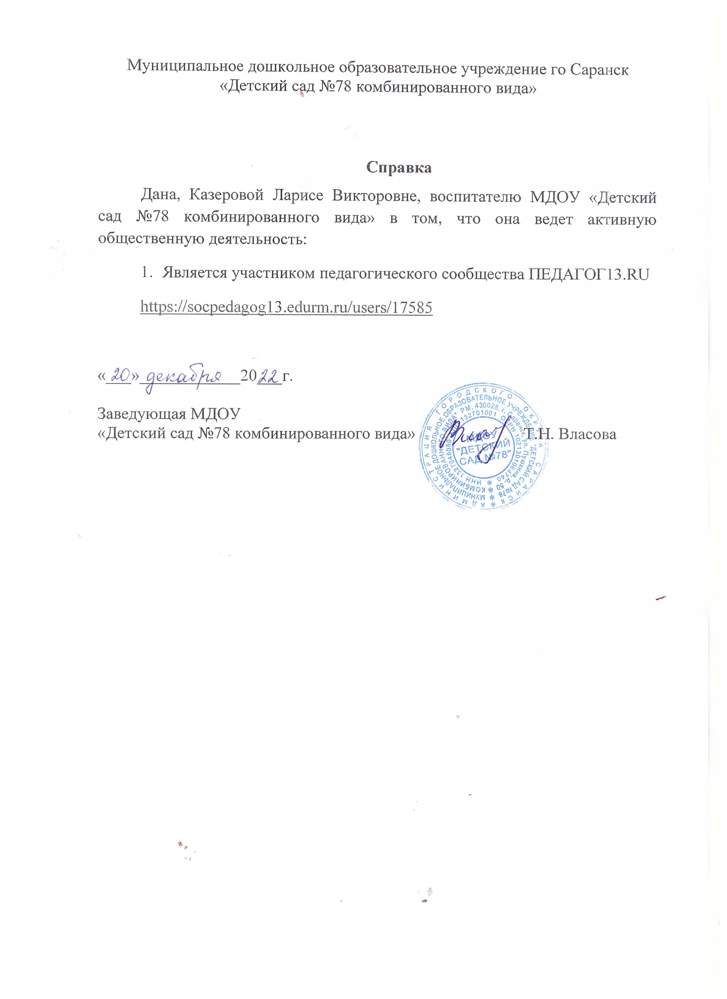 Муниципальное дошкольное образовательное учреждение го Саранск
«Детский сад №78 комбинированного вида»
Справка
Дана, Казеровой Ларисе Викторовне, воспитателю МДОУ «Детский
сад №78 комбинированного вида» в том, что она ведет активную
общественную деятельность:
1. Является участником педагогического сообщества ПЕДАГОГ13.RU
https://socpedagog13.edurm.ru/users/17585
«20» декабря 2022 г.
Заведующая МДОУ
«Детский сад №78 комбинированного вида» Т.Н. Власова
АДМИНИСТРАЦИЯ ГОРОДСКОГО ОКРУГА САРАНСК *
МУНИЦИПАЛЬНОЕ ДОШКОЛЬНОЕ ОБРАЗОВАТЕЛЬНОЕ УЧРЕЖДЕНИЕ "ДЕТСКИЙ САД №78 *
КОМБИНИРОВАННОГО ВИДА" РМ, 430028, г. Саранск, ул. Пушкина, д. 50 *
ИНН 132701001 ОГРН 1021301064740 *
МДОУ
"ДЕТСКИЙ
САД №78"